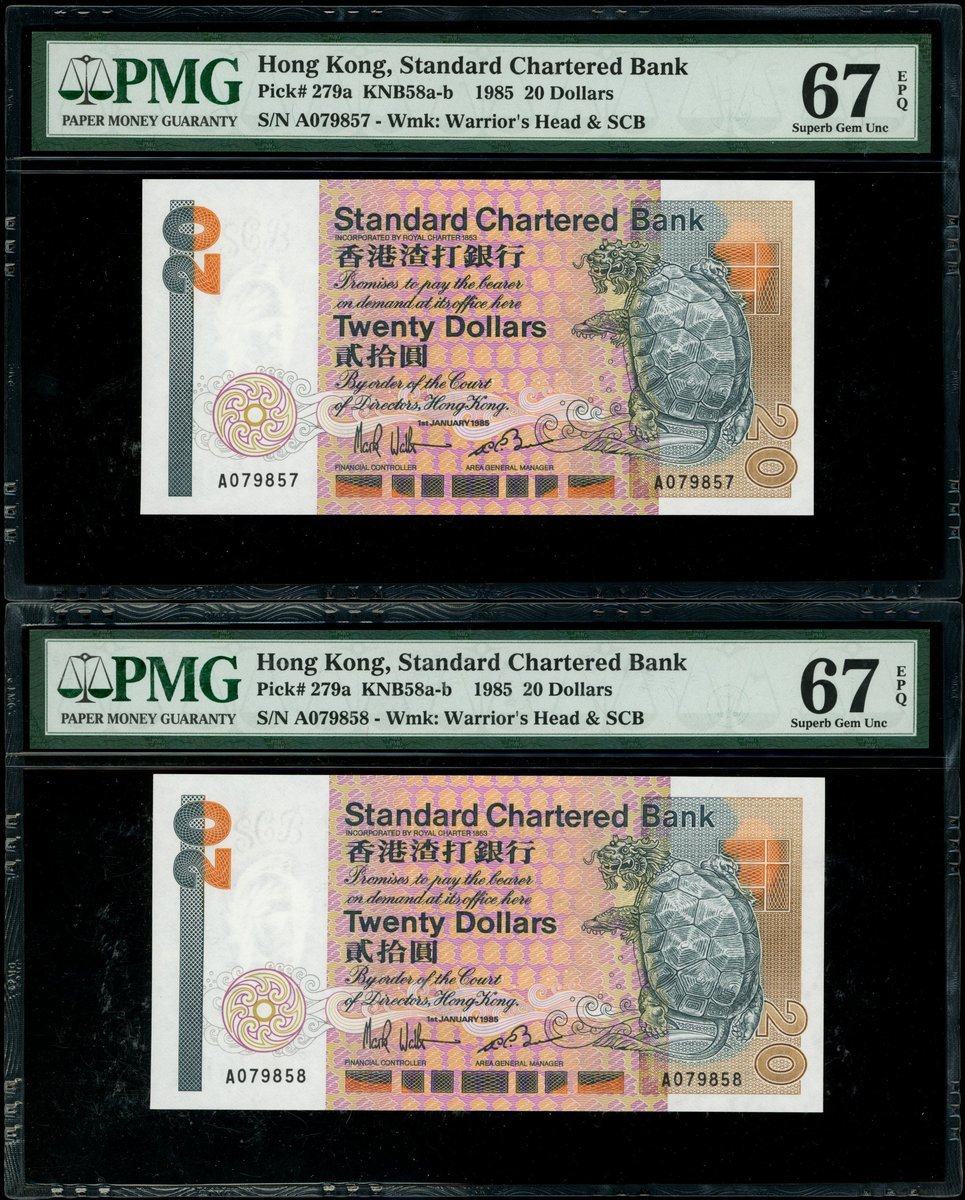 PMG
PAPER MONEY GUARANTY
Hong Kong, Standard Chartered Bank
Pick# 279a KNB58a-b 1985 20 Dollars
S/N A079857 - Wmk: Warrior's Head & SCB
67 EPQ
Superb Gem Unc
20
Standard Chartered Bank
INCORPORATED BY ROYAL CHARTER 1853
香港渣打銀行
Promises to pay the bearer
on demand at its office here
Twenty Dollars
貳拾圓
By order of the Court
of Directors, Hong Kong.
1st JANUARY 1985
FINANCIAL CONTROLLER
AREA GENERAL MANAGER
20
A079857
A079857
PMG
PAPER MONEY GUARANTY
Hong Kong, Standard Chartered Bank
Pick# 279a KNB58a-b 1985 20 Dollars
S/N A079858 - Wmk: Warrior's Head & SCB
67 EPQ
Superb Gem Unc
20
Standard Chartered Bank
INCORPORATED BY ROYAL CHARTER 1853
香港渣打銀行
Promises to pay the bearer
on demand at its office here
Twenty Dollars
貳拾圓
By order of the Court
of Directors, Hong Kong.
1st JANUARY 1985
FINANCIAL CONTROLLER
AREA GENERAL MANAGER
20
A079858
A079858